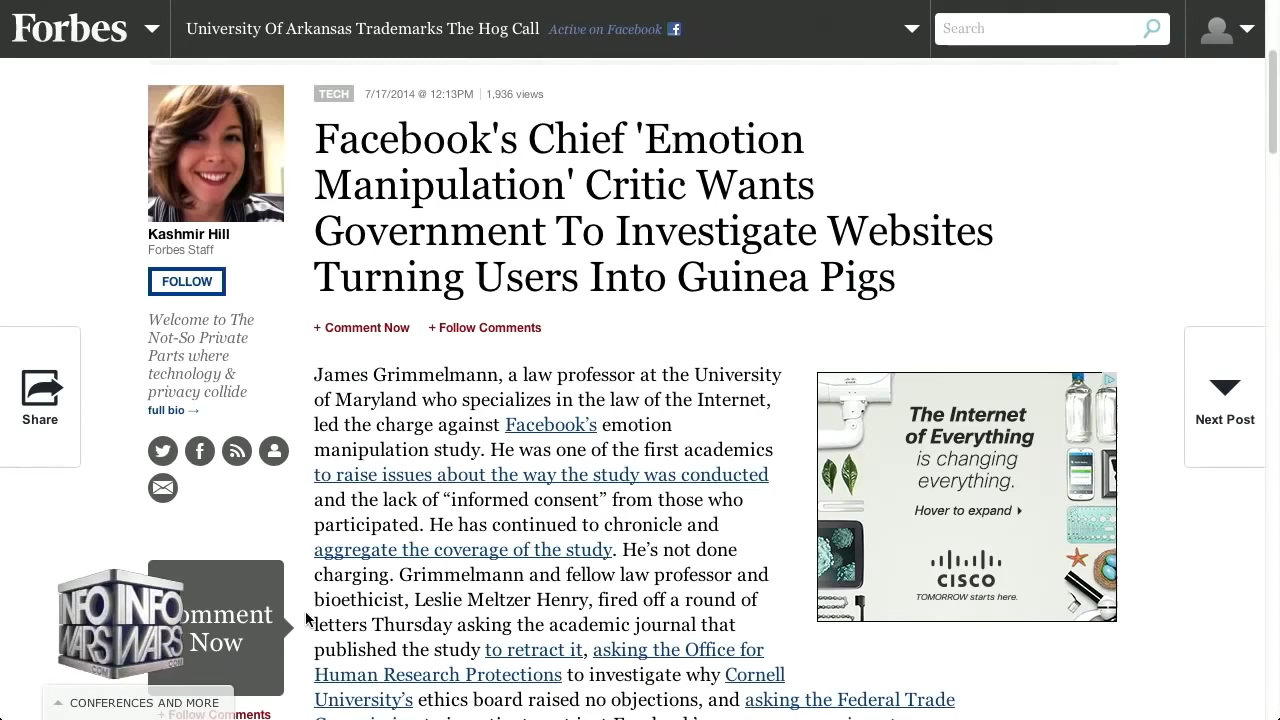 Forbes
University Of Arkansas Trademarks The Hog Call Active on Facebook
Search
TECH 7/17/2014 @ 12:13PM 1,936 views
Facebook's Chief 'Emotion
Manipulation' Critic Wants
Government To Investigate Websites
Turning Users Into Guinea Pigs
Kashmir Hill
Forbes Staff
FOLLOW
Welcome to The
Not-So Private
Parts where
technology &
privacy collide
full bio →
+ Comment Now + Follow Comments
Share
Next Post
James Grimmelmann, a law professor at the University
of Maryland who specializes in the law of the Internet,
led the charge against Facebook’s emotion
manipulation study. He was one of the first academics
to raise issues about the way the study was conducted
and the lack of “informed consent” from those who
participated. He has continued to chronicle and
aggregate the coverage of the study. He’s not done
charging. Grimmelmann and fellow law professor and
bioethicist, Leslie Meltzer Henry, fired off a round of
letters Thursday asking the academic journal that
published the study to retract it, asking the Office for
Human Research Protections to investigate why Cornell
University’s ethics board raised no objections, and asking the Federal Trade
The Internet
of Everything
is changing
everything.
Hover to expand
CISCO
TOMORROW starts here.
INFO INFO
WARS WARS
.COM .COM
omment
Now
CONFERENCES AND MORE
+ Follow Comments